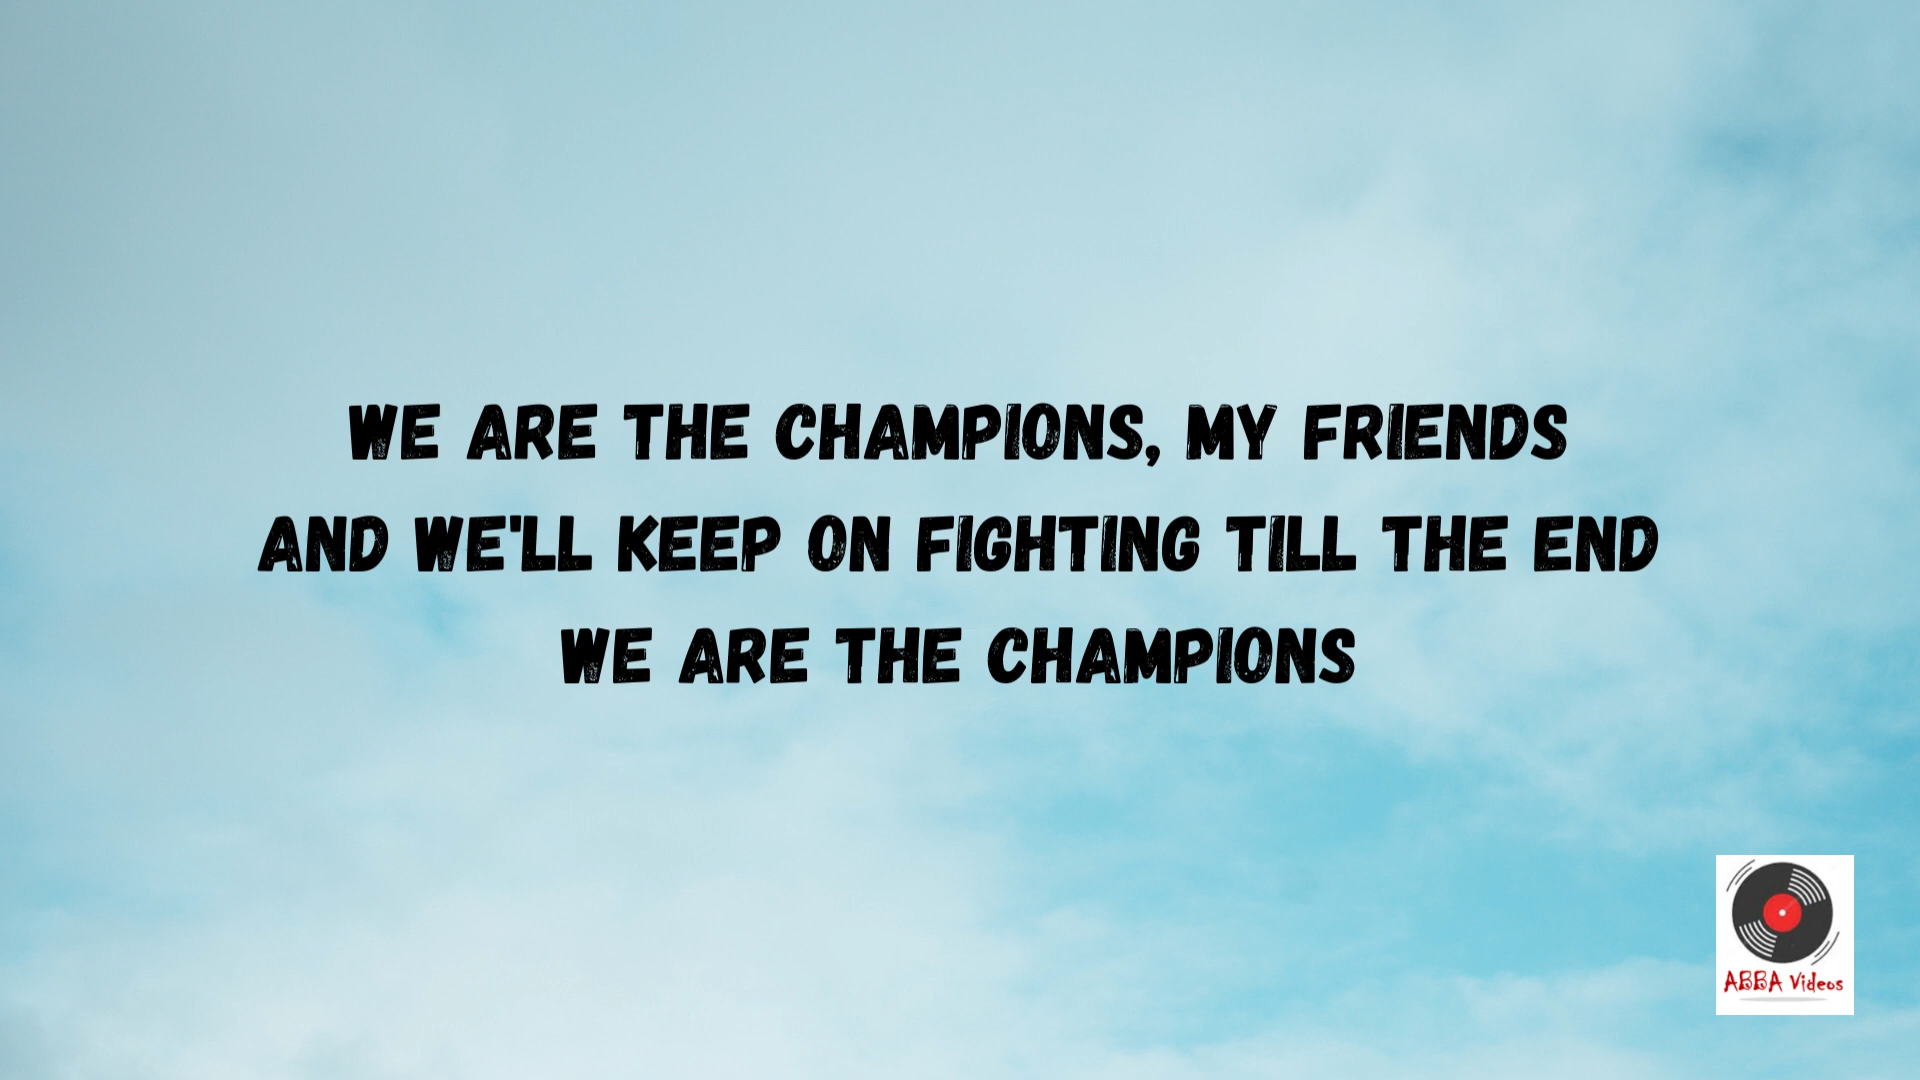 WE ARE THE CHAMPIONS, MY FRIENDS
AND WE'LL KEEP ON FIGHTING TILL THE END
WE ARE THE CHAMPIONS
ABBA Videos